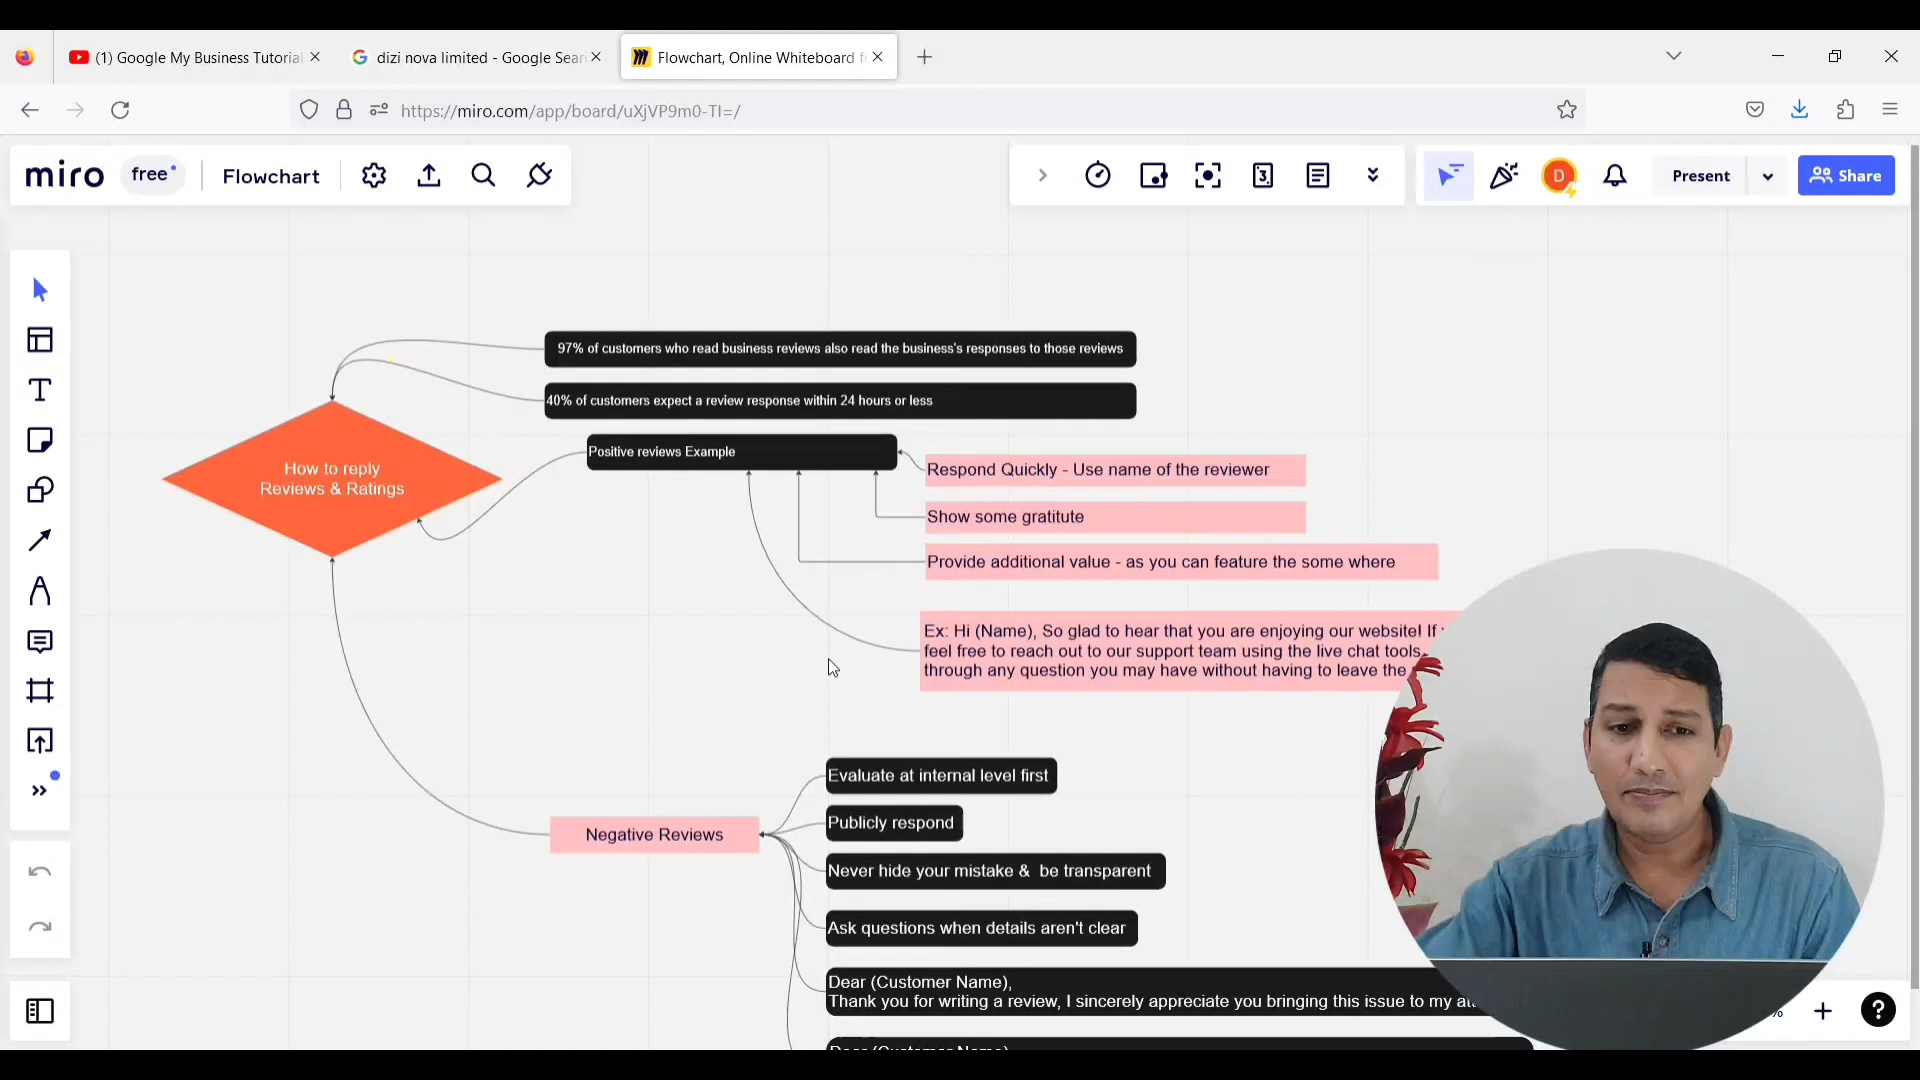 (1) Google My Business Tutorial
dizi nova limited - Google Sear
Flowchart, Online Whiteboard f
https://miro.com/app/board/uXjVP9m0-TI=/
miro
free
Flowchart
3
D
Present
Share
97% of customers who read business reviews also read the business's responses to those reviews
40% of customers expect a review response within 24 hours or less
Positive reviews Example
How to reply
Reviews & Ratings
Respond Quickly - Use name of the reviewer
Show some gratitute
Provide additional value - as you can feature the some where
Ex: Hi (Name), So glad to hear that you are enjoying our website! If
feel free to reach out to our support team using the live chat tools
through any question you may have without having to leave the
Evaluate at internal level first
Publicly respond
Negative Reviews
Never hide your mistake & be transparent
Ask questions when details aren't clear
Dear (Customer Name),
Thank you for writing a review, I sincerely appreciate you bringing this issue to my
%
?
Dear (Customer Name)